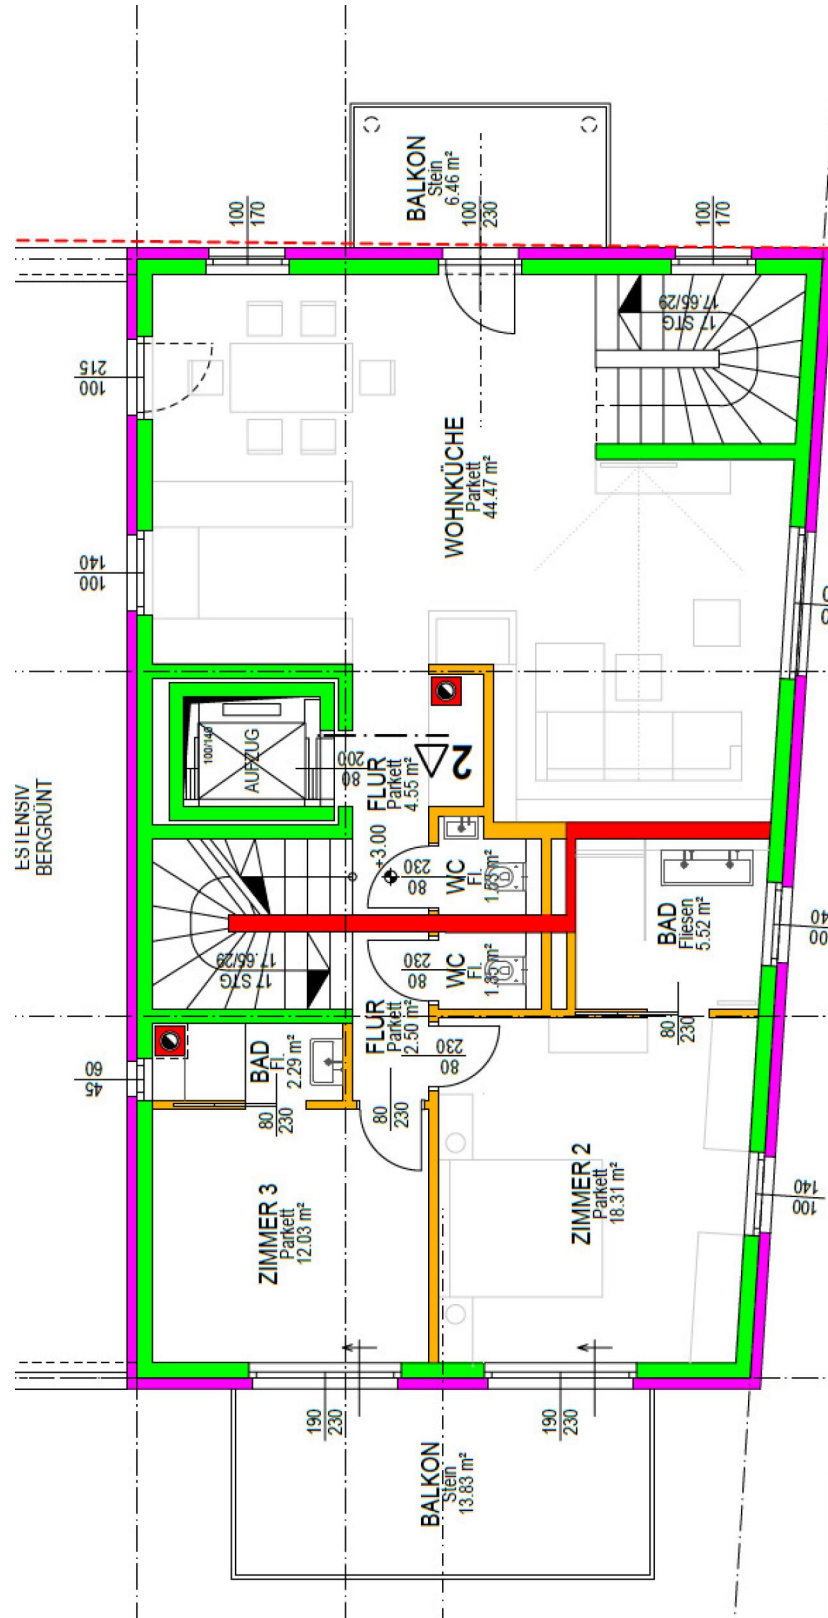 BALKON
Stein
6.46 m²
100
170
100
230
100
170
17.65/29
17 STG
215
100
WOHNKÜCHE
Parkett
44.47 m²
140
100
100/140
AUFZUG
200
80
FLUR
Parkett
4.55 m²
2
ESTENSIV
BERGRÜNT
+3.00
230
80
WC
Fl.
BAD
Fliesen
5.52 m²
17.65/29
17 STG
230
80
WC
Fl.
FLUR
Parkett
2.50 m²
230
80
80
230
BAD
Fl.
2.29 m²
60
45
80
230
80
230
ZIMMER 3
Parkett
12.03 m²
ZIMMER 2
Parkett
18.31 m²
140
100
190
230
190
230
BALKON
Stein
13.83 m²